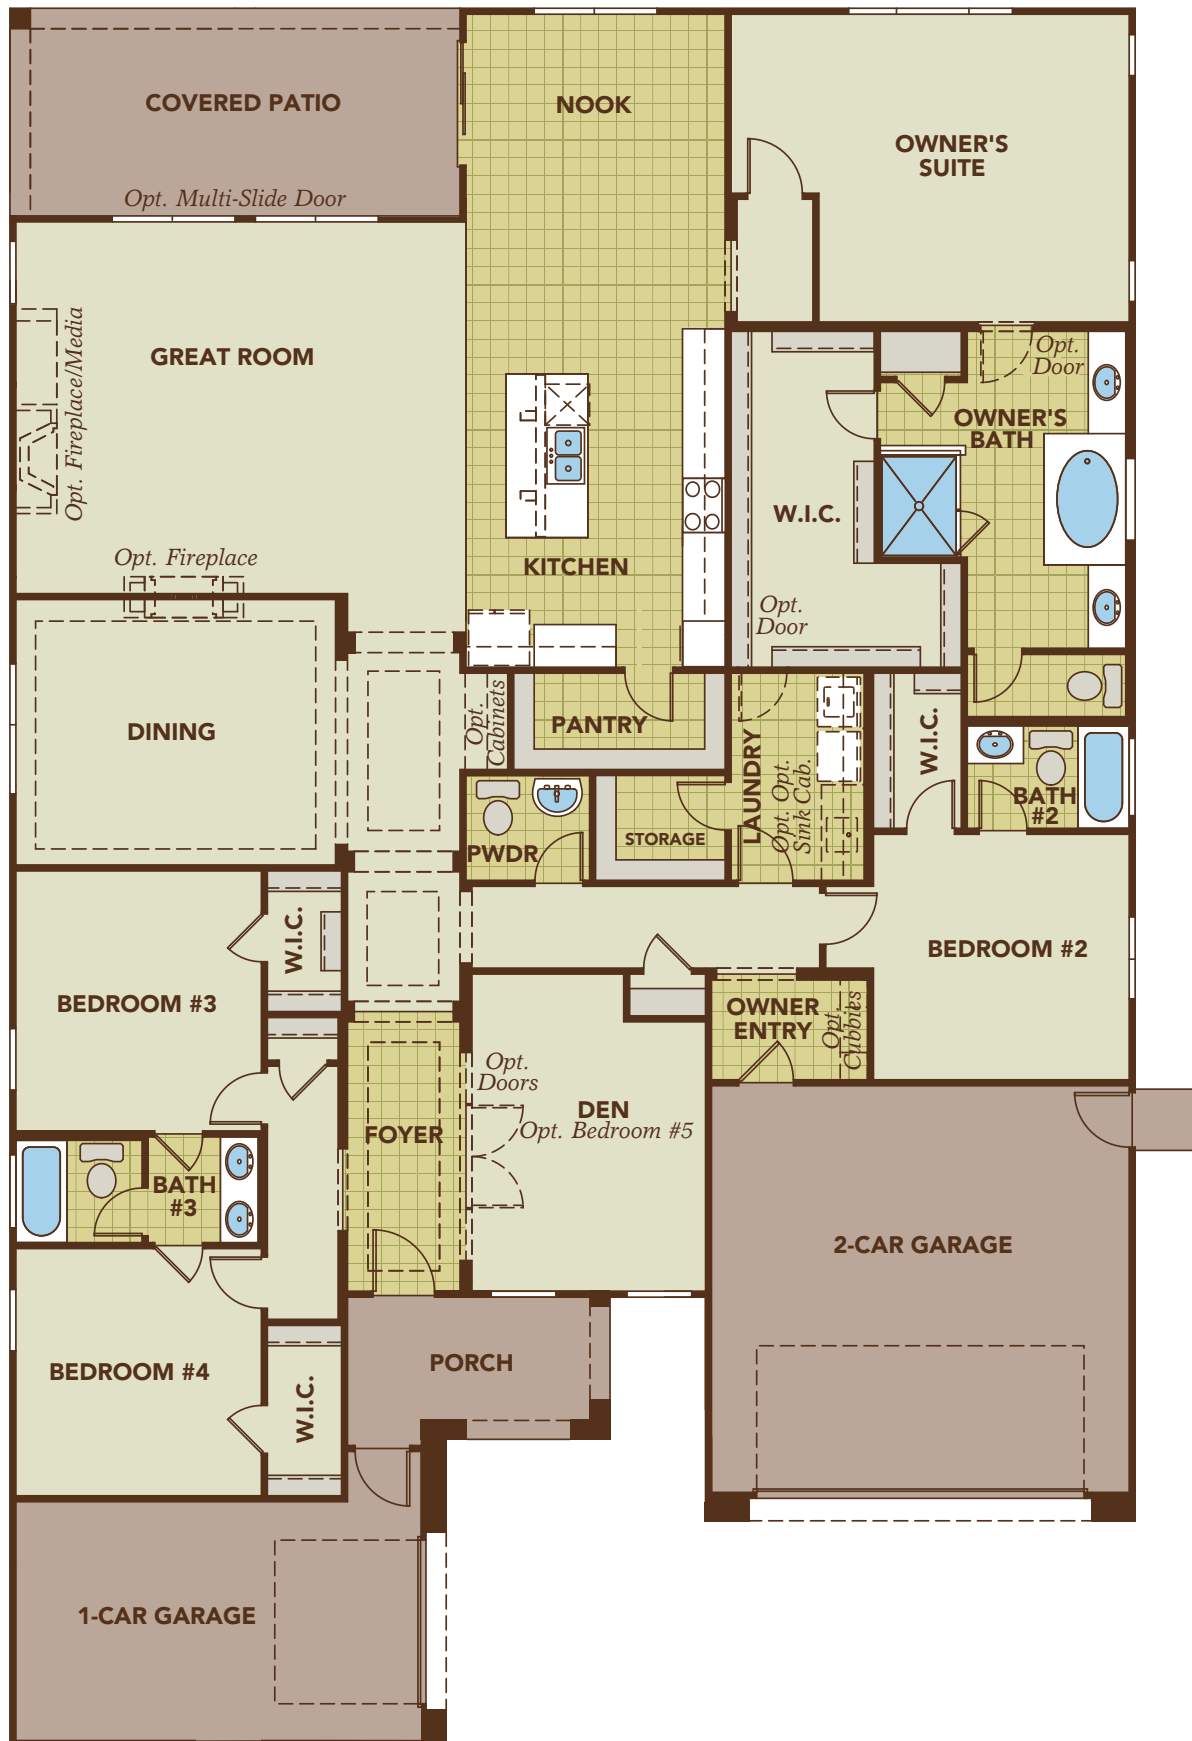 COVERED PATIO
NOOK
OWNER'S
SUITE
Opt. Multi-Slide Door
GREAT ROOM
Opt. Fireplace/Media
Opt.
Door
OWNER'S
BATH
W.I.C.
KITCHEN
Opt. Fireplace
Opt.
Door
DINING
Opt.
Cabinets
PANTRY
LAUNDRY
Opt. Opt.
Sink Cab.
W.I.C.
BATH
#2
STORAGE
PWDR
W.I.C.
BEDROOM #2
BEDROOM #3
OWNER
ENTRY
Opt.
Cubbies
Opt.
Doors
DEN
Opt. Bedroom #5
FOYER
BATH
#3
2-CAR GARAGE
PORCH
BEDROOM #4
W.I.C.
1-CAR GARAGE